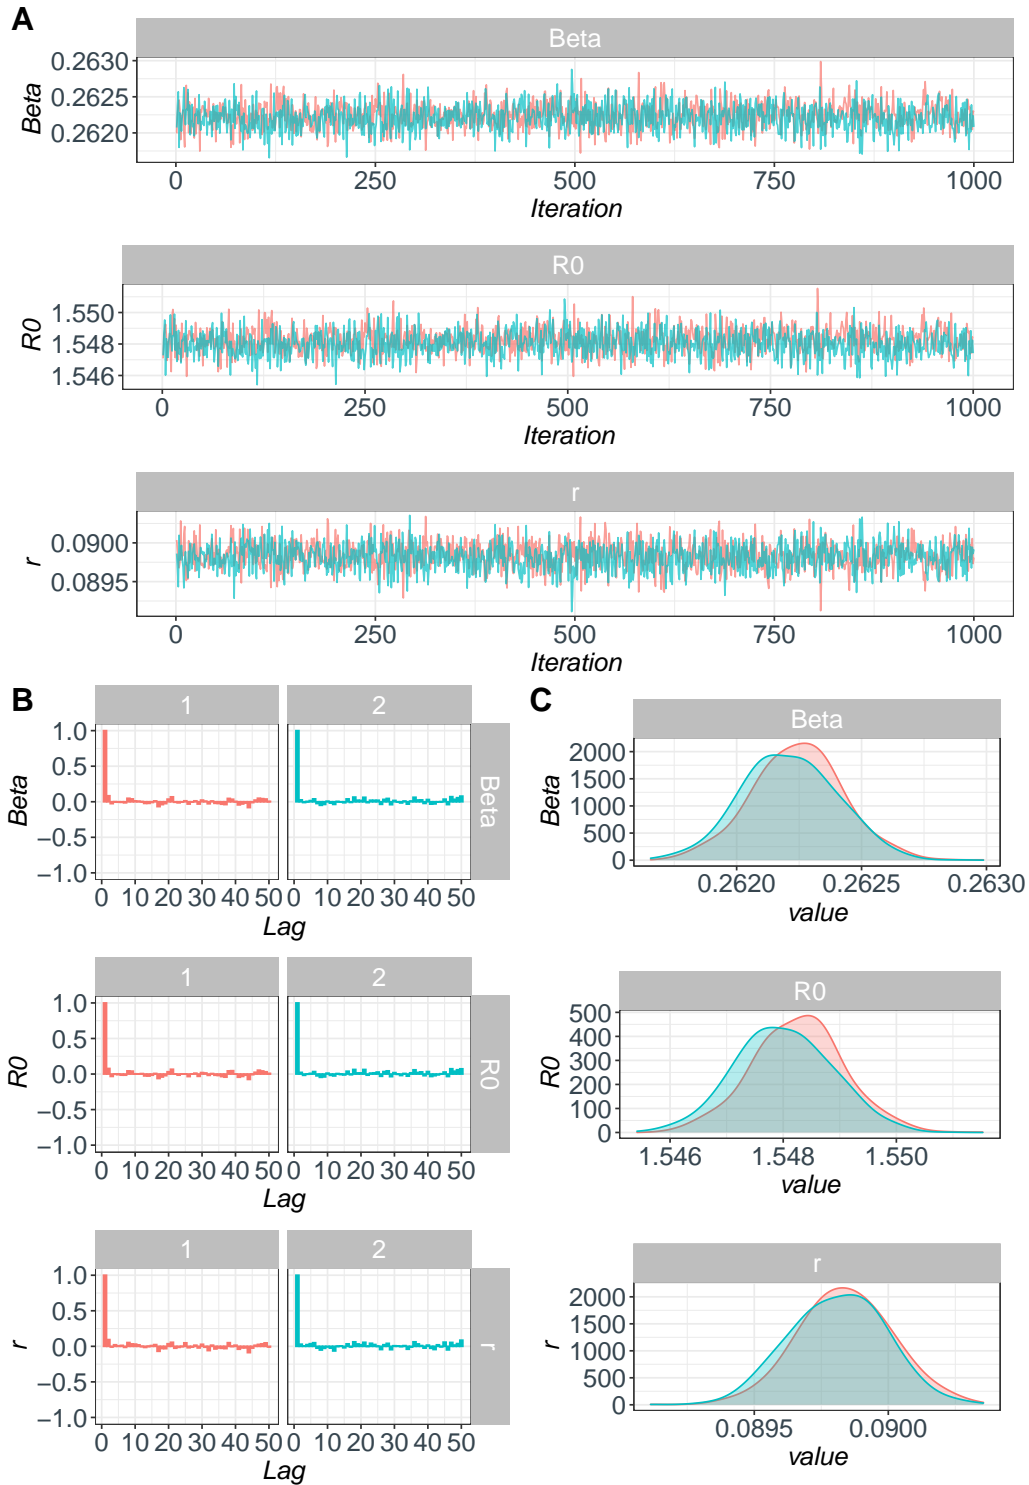 A
Beta
Beta
0.2630
0.2625
0.2620
0 250 500 750 1000
Iteration
R0
R0
1.550
1.548
1.546
0 250 500 750 1000
Iteration
r
r
0.0900
0.0895
0 250 500 750 1000
Iteration
B
1 2
Beta
1.0
0.5
0.0
−0.5
−1.0
Beta
0 10 20 30 40 50 0 10 20 30 40 50
Lag
1 2
R0
1.0
0.5
0.0
−0.5
−1.0
R0
0 10 20 30 40 50 0 10 20 30 40 50
Lag
1 2
r
1.0
0.5
0.0
−0.5
−1.0
r
0 10 20 30 40 50 0 10 20 30 40 50
Lag
C
Beta
Beta
2000
1500
1000
500
0
0.2620 0.2625 0.2630
value
R0
R0
500
400
300
200
100
0
1.546 1.548 1.550
value
r
r
2000
1500
1000
500
0
0.0895 0.0900
value